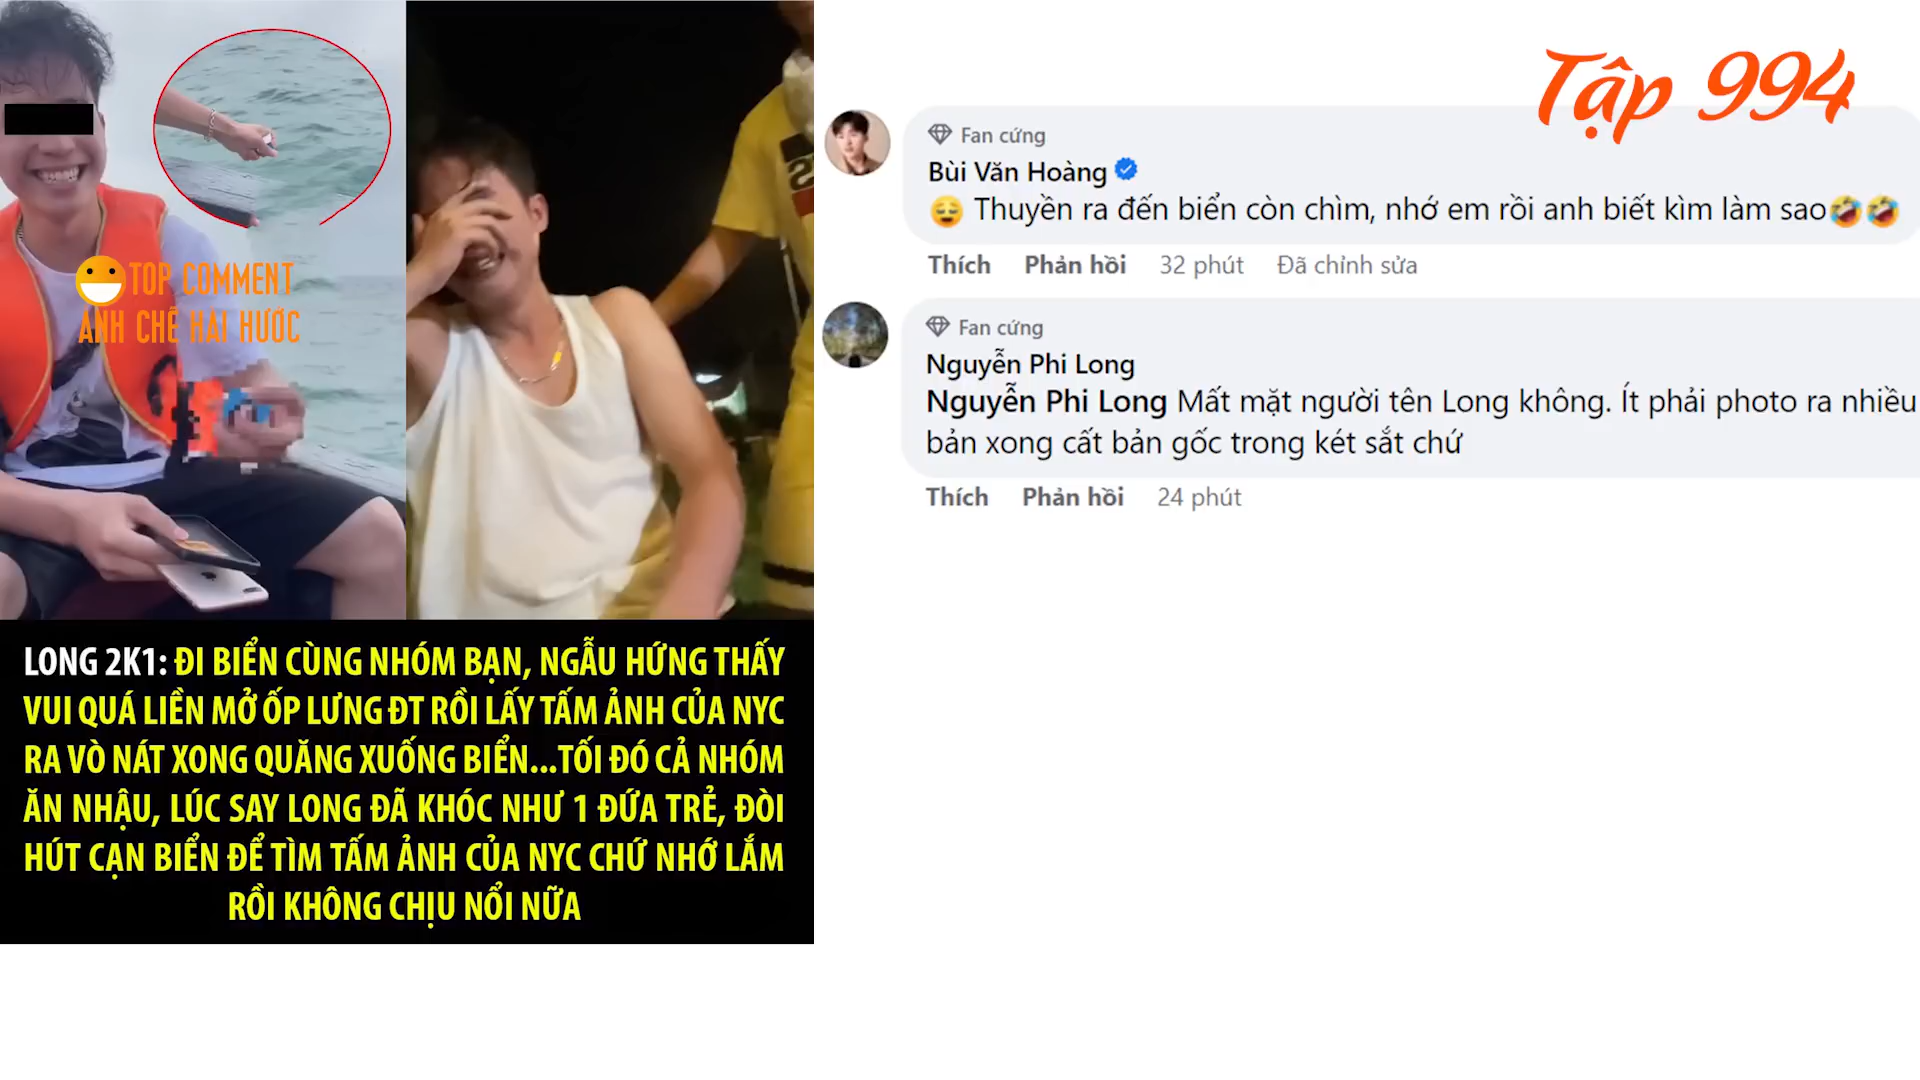 TOP COMMENT
ẢNH CHẾ HÀI HƯỚC
LONG 2K1: ĐI BIỂN CÙNG NHÓM BẠN, NGẪU HỨNG THẤY
VUI QUÁ LIỀN MỞ ỐP LƯNG ĐT RỒI LẤY TẤM ẢNH CỦA NYC
RA VÒ NÁT XONG QUĂNG XUỐNG BIỂN...TỐI ĐÓ CẢ NHÓM
ĂN NHẬU, LÚC SAY LONG ĐÃ KHÓC NHƯ 1 ĐỨA TRẺ, ĐÒI
HÚT CẠN BIỂN ĐỂ TÌM TẤM ẢNH CỦA NYC CHỨ NHỚ LẮM
RỒI KHÔNG CHỊU NỔI NỮA
Tập 994
Fan cứng
Bùi Văn Hoàng
😌 Thuyền ra đến biển còn chìm, nhớ em rồi anh biết kìm làm sao🤣🤣
Thích Phản hồi 32 phút Đã chỉnh sửa
Fan cứng
Nguyễn Phi Long
Nguyễn Phi Long Mất mặt người tên Long không. Ít phải photo ra nhiều
bản xong cất bản gốc trong két sắt chứ
Thích Phản hồi 24 phút